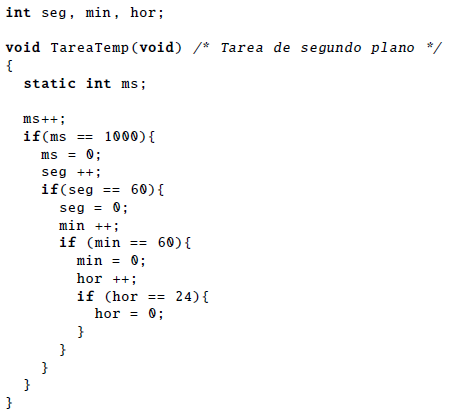 int seg, min, hor;

void TareaTemp(void) /* Tarea de segundo plano */
{
  static int ms;

  ms++;
  if(ms == 1000){
    ms = 0;
    seg ++;
    if(seg == 60){
      seg = 0;
      min ++;
      if (min == 60){
        min = 0;
        hor ++;
        if (hor == 24){
          hor = 0;
        }
      }
    }
  }
}